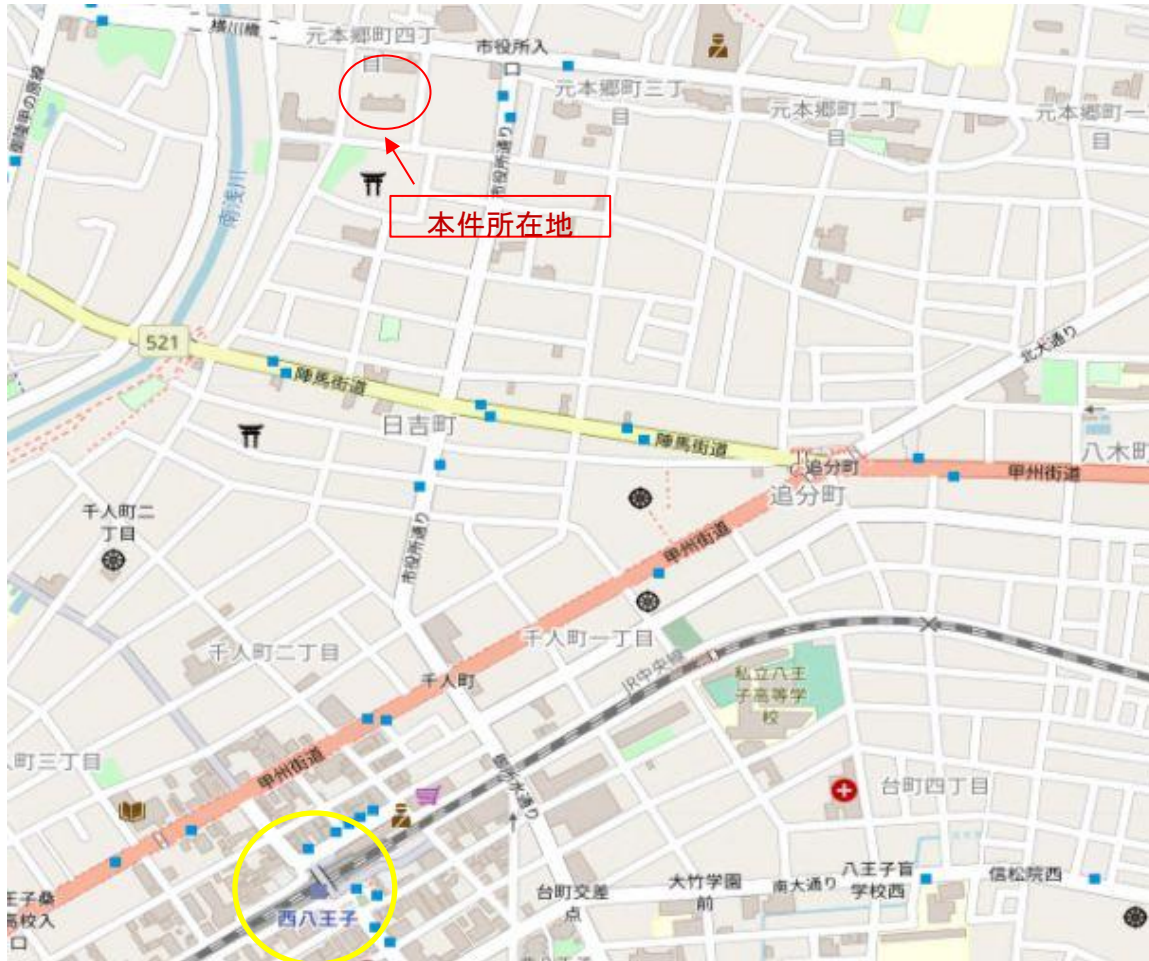 横川橋
元本郷町四丁
目
市役所入
口
元本郷町三丁
目
元本郷町二丁
目
元本郷町一丁
目
御陵甲の原線
南浅川
市役所通り
本件所在地
521
陣馬街道
日吉町
陣馬街道
北大通り
追分町
追分町
八木町
甲州街道
千人町二
丁目
市役所通り
甲州街道
千人町一丁目
千人町二丁目
千人町
JR中央線
私立八王
子高等学
校
人町三丁目
甲州街道
台町四丁目
西八王子
王子桑
高校入
口
台町交差
点
大竹学園
前
南大通り
八王子盲
学校西
信松院西